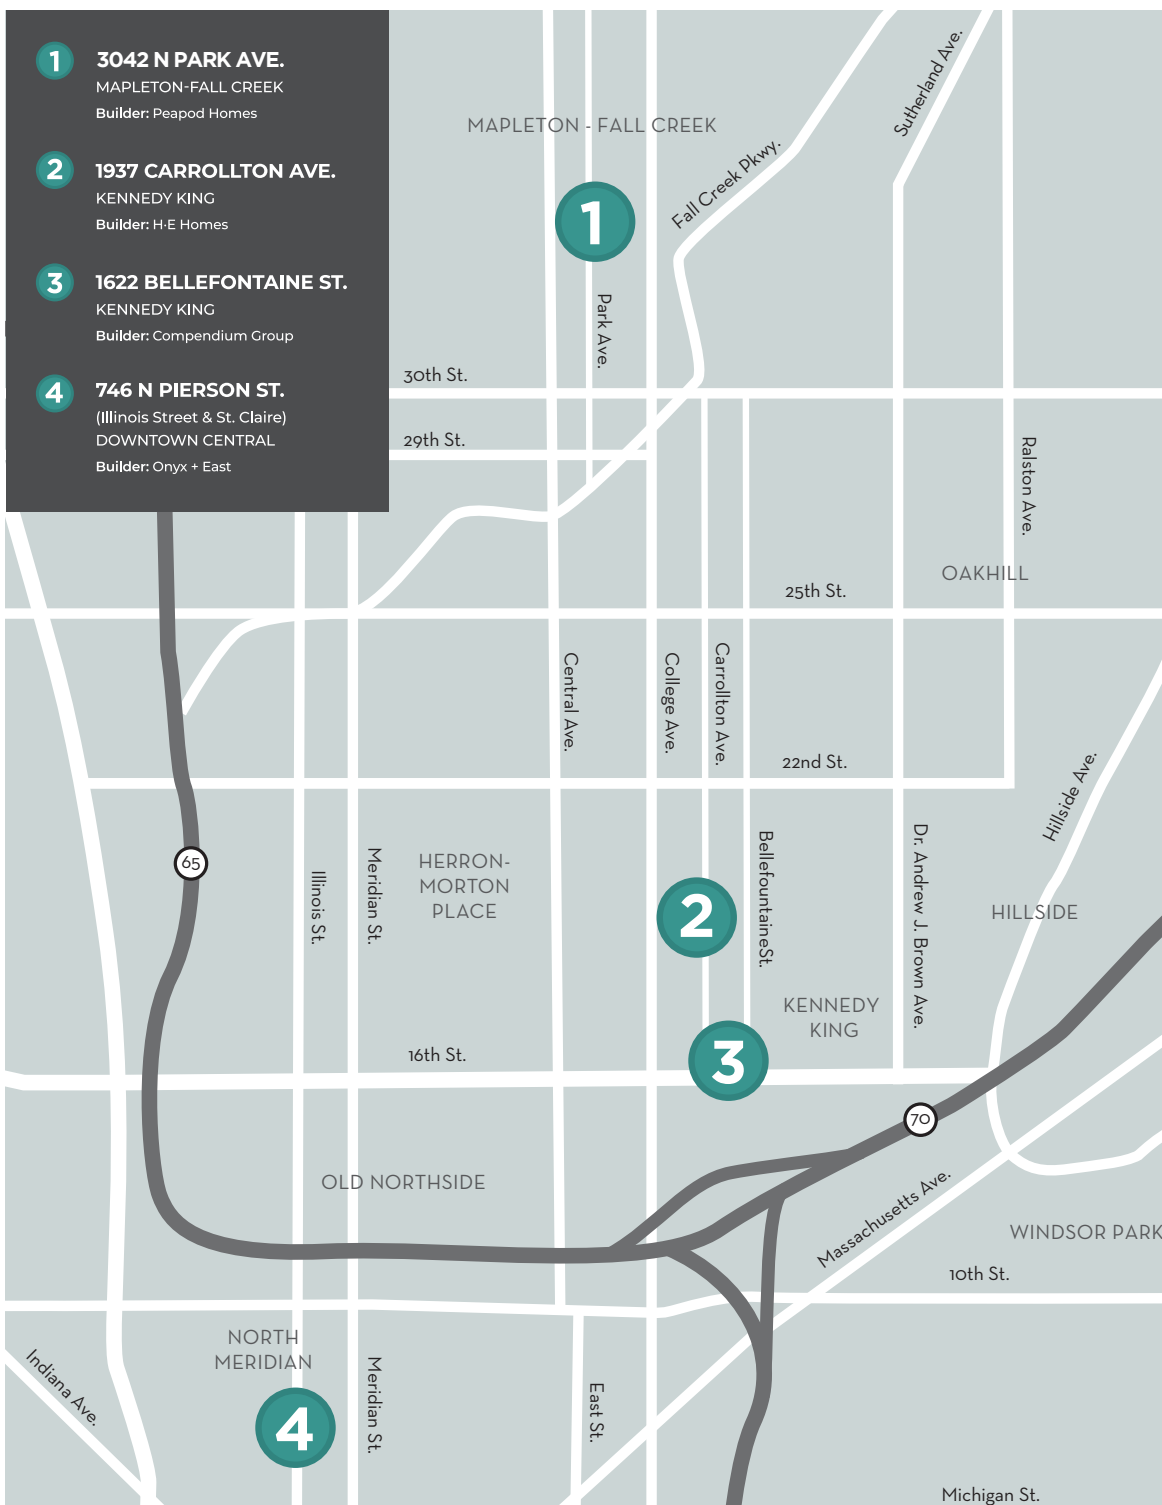 1
3042 N PARK AVE.
MAPLETON-FALL CREEK
Builder: Peapod Homes
2
1937 CARROLLTON AVE.
KENNEDY KING
Builder: H·E Homes
3
1622 BELLEFONTAINE ST.
KENNEDY KING
Builder: Compendium Group
4
746 N PIERSON ST.
(Illinois Street & St. Claire)
DOWNTOWN CENTRAL
Builder: Onyx + East
MAPLETON - FALL CREEK
Sutherland Ave.
Fall Creek Pkwy.
1
Park Ave.
30th St.
29th St.
Ralston Ave.
OAKHILL
25th St.
Central Ave.
College Ave.
Carrollton Ave.
22nd St.
Hillside Ave.
65
Illinois St.
Meridian St.
HERRON-
MORTON
PLACE
2
BellefountaineSt.
Dr. Andrew J. Brown Ave.
HILLSIDE
KENNEDY
KING
16th St.
3
70
OLD NORTHSIDE
Massachusetts Ave.
WINDSOR PARK
10th St.
NORTH
MERIDIAN
Indiana Ave.
4
Meridian St.
East St.
Michigan St.